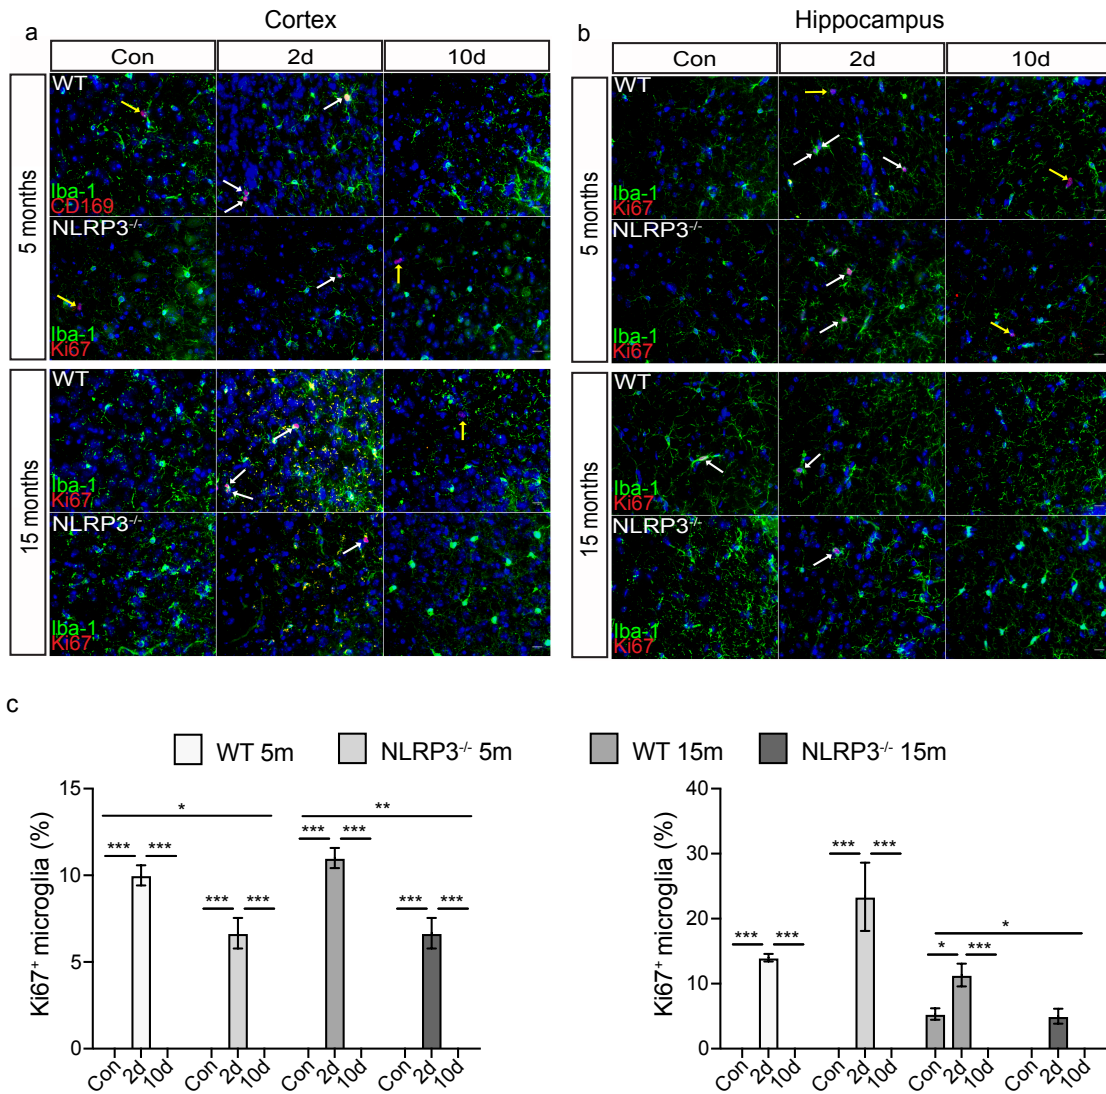 a
Cortex
Con
2d
10d
5 months
WT
Iba-1
CD169
NLRP3-/-
Iba-1
Ki67
15 months
WT
Iba-1
Ki67
NLRP3-/-
Iba-1
Ki67
b
Hippocampus
Con
2d
10d
5 months
WT
Iba-1
Ki67
NLRP3-/-
Iba-1
Ki67
15 months
WT
Iba-1
Ki67
NLRP3-/-
Iba-1
Ki67
c
WT 5m
NLRP3-/- 5m
WT 15m
NLRP3-/- 15m
Ki67+ microglia (%)
15
10
5
0
*
**
*** ***
*** ***
*** ***
*** ***
Con 2d 10d Con 2d 10d Con 2d 10d Con 2d 10d
Ki67+ microglia (%)
40
30
20
10
0
*** ***
*** ***
*
* ***
Con 2d 10d Con 2d 10d Con 2d 10d Con 2d 10d